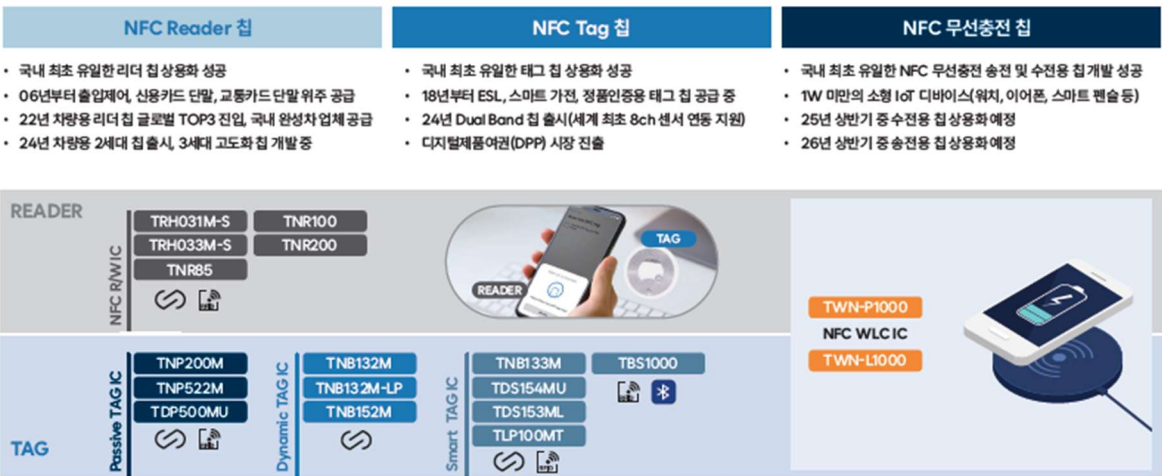 NFC Reader 칩
• 국내 최초 유일한 리더 칩 상용화 성공
• 06년부터 출입제어, 신용카드 단말, 교통카드 단말 위주 공급
• 22년 차량용 리더 칩 글로벌 TOP3 진입, 국내 완성차 업체 공급
• 24년 차량용 2세대 칩 출시, 3세대 고도화 칩 개발 중
NFC Tag 칩
• 국내 최초 유일한 태그 칩 상용화 성공
• 18년부터 ESL, 스마트 가전, 정품인증용 태그 칩 공급 중
• 24년 Dual Band 칩 출시(세계 최초 8ch 센서 연동 지원)
• 디지털제품여권(DPP) 시장 진출
NFC 무선충전 칩
• 국내 최초 유일한 NFC 무선충전 송전 및 수전용 칩 개발 성공
• 1W 미만의 소형 IoT 디바이스(워치, 이어폰, 스마트 펜슬 등)
• 25년 상반기 중 수전용 칩 상용화 예정
• 26년 상반기 중 송전용 칩 상용화 예정
READER
NFC R/W IC
TRH031M-S
TNR100
TRH033M-S
TNR200
TNR85
READER
TAG
TWN-P1000
NFC WLC IC
TWN-L1000
TAG
Passive TAG IC
TNP200M
TNP522M
TDP500MU
Dynamic TAG IC
TNB132M
TNB132M-LP
TNB152M
Smart TAG IC
TNB133M
TBS1000
TDS154MU
TDS153ML
TLP100MT